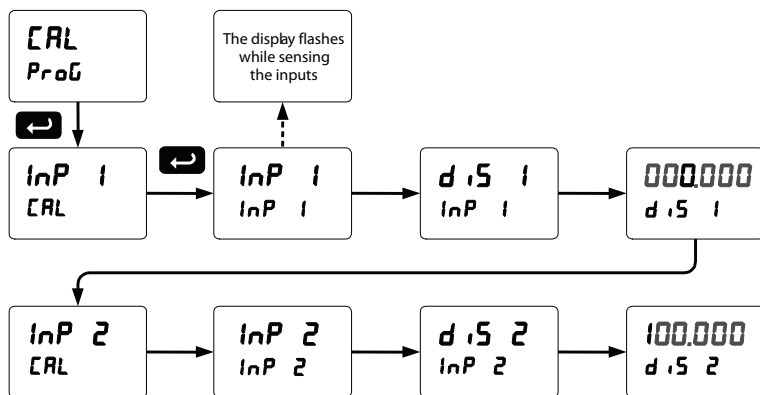 CAL
ProG
The display flashes
while sensing
the inputs
InP 1
CAL
InP 1
InP 1
diS 1
InP 1
000.000
diS 1
InP 2
CAL
InP 2
InP 2
diS 2
InP 2
100.000
diS 2